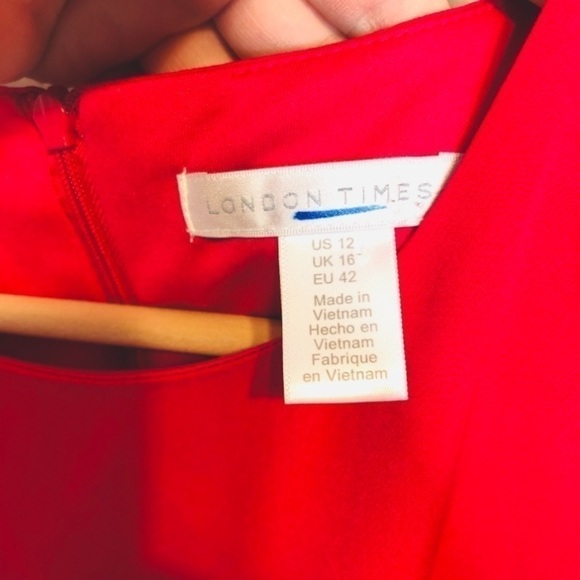 LONDON TIMES
US 12
UK 16
EU 42
Made in
Vietnam
Hecho en
Vietnam
Fabrique
en Vietnam